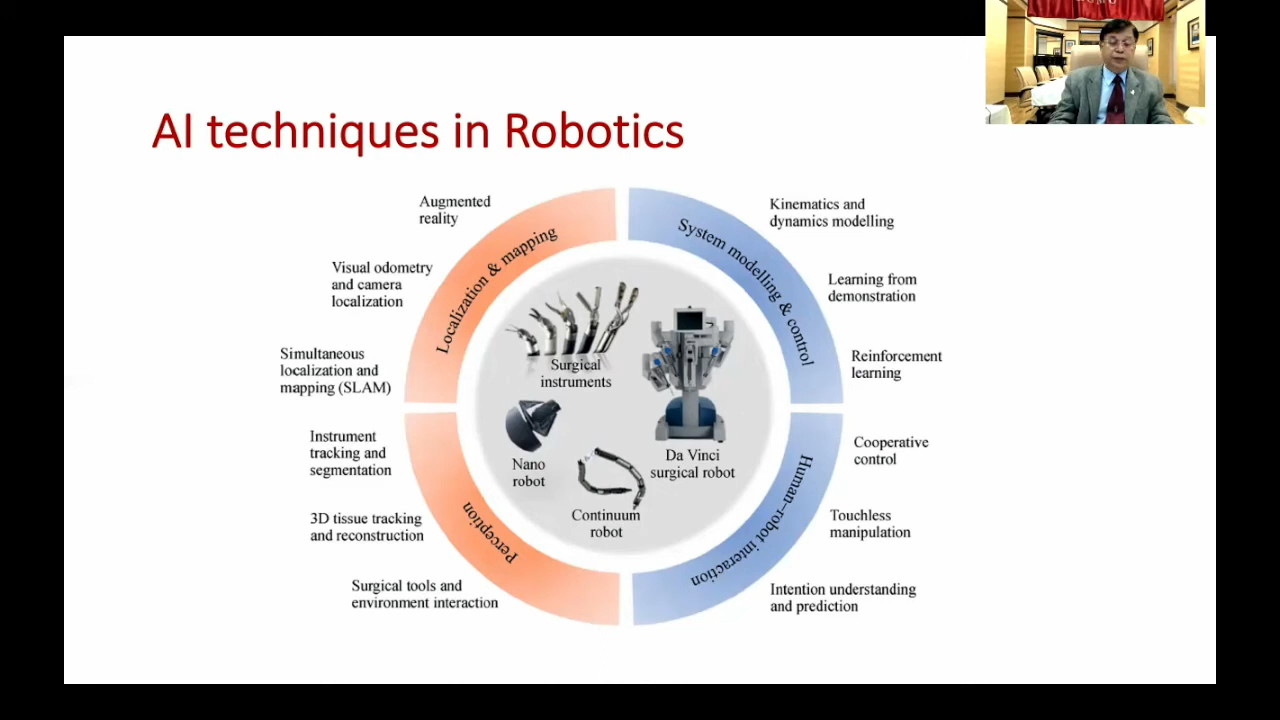 AI techniques in Robotics
Augmented
reality
Visual odometry
and camera
localization
Simultaneous
localization and
mapping (SLAM)
Localization & mapping
System modelling & control
Kinematics and
dynamics modelling
Learning from
demonstration
Reinforcement
learning
Surgical
instruments
Nano
robot
Continuum
robot
Da Vinci
surgical robot
Instrument
tracking and
segmentation
3D tissue tracking
and reconstruction
Surgical tools and
environment interaction
Perception
Human–robot interaction
Cooperative
control
Touchless
manipulation
Intention understanding
and prediction